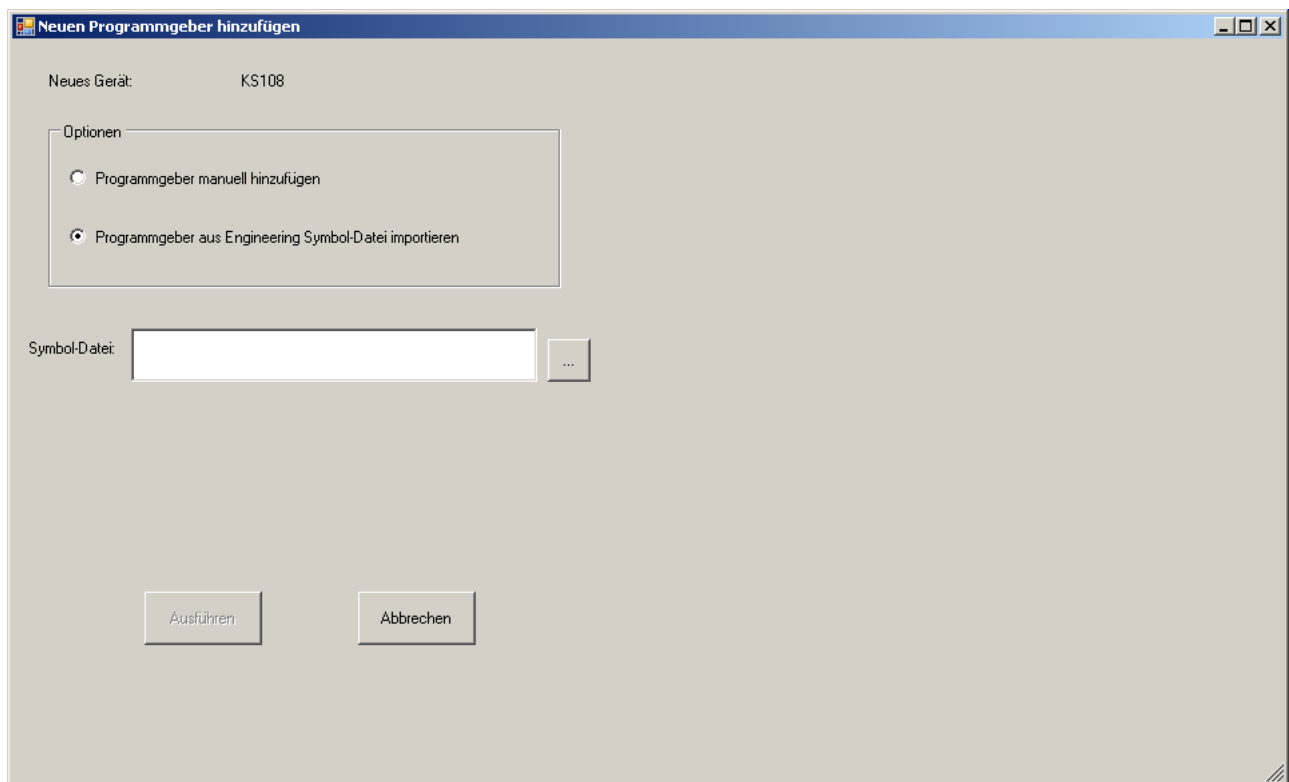 Neuen Programmgeber hinzufügen
Neues Gerät: KS108
Optionen
Programmgeber manuell hinzufügen
Programmgeber aus Engineering Symbol-Datei importieren
Symbol-Datei:
...
Ausführen Abbrechen